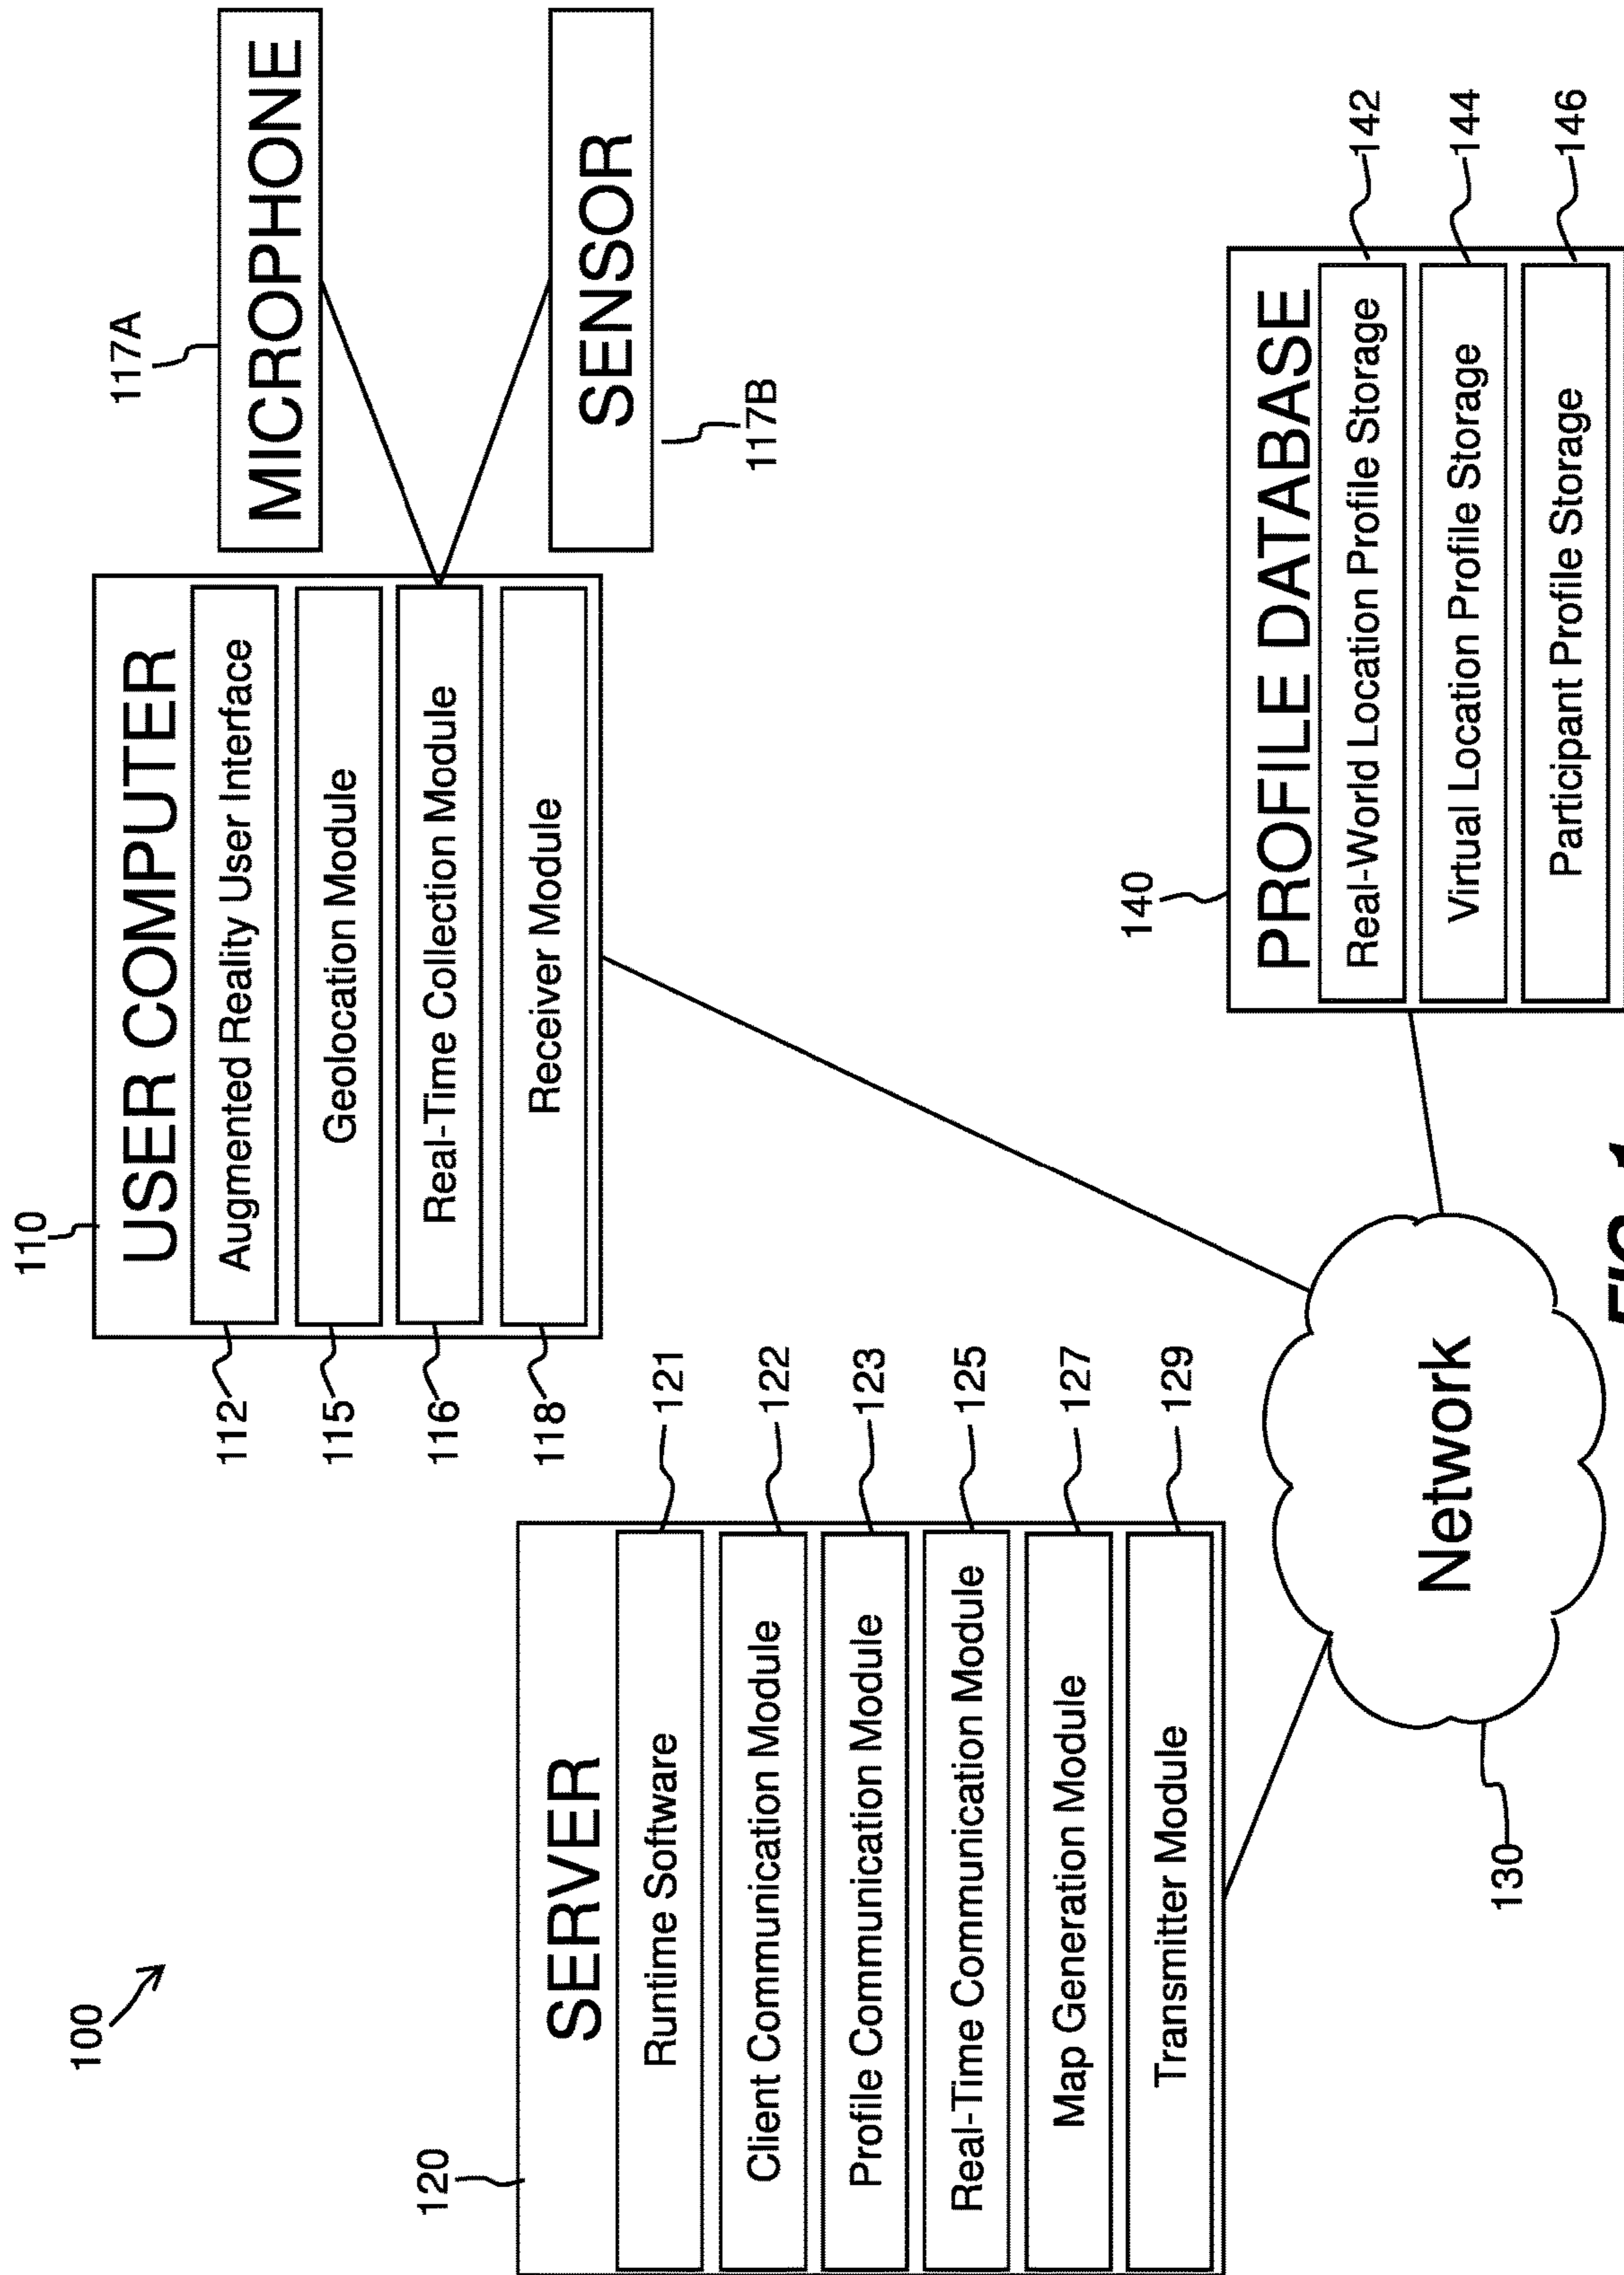 100
110
USER COMPUTER
112
Augmented Reality User Interface
115
Geolocation Module
116
Real-Time Collection Module
118
Receiver Module
117A
MICROPHONE
SENSOR
117B
120
SERVER
Runtime Software
121
Client Communication Module
122
Profile Communication Module
123
Real-Time Communication Module
125
Map Generation Module
127
Transmitter Module
129
Network
130
140
PROFILE DATABASE
Real-World Location Profile Storage
142
Virtual Location Profile Storage
144
Participant Profile Storage
146